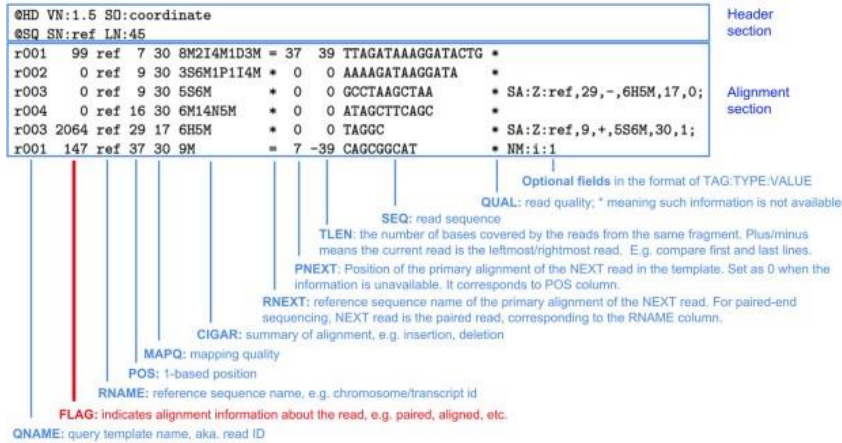 @HD VN:1.5 SO:coordinate
@SQ SN:ref LN:45
Header section
r001 99 ref 7 30 8M2I4M1D3M = 37 39 TTAGATAAAGGATACTG *
r002 0 ref 9 30 3S6M1P1I4M * 0 0 AAAAGATAAGGATA *
r003 0 ref 9 30 5S6M * 0 0 GCCTAAGCTAA * SA:Z:ref,29,-,6H5M,17,0;
r004 0 ref 16 30 6M14N5M * 0 0 ATAGCTTCAGC *
r003 2064 ref 29 17 6H5M * 0 0 TAGGC * SA:Z:ref,9,+,5S6M,30,1;
r001 147 ref 37 30 9M = 7 -39 CAGCGGCAT * NM:i:1
Alignment section
Optional fields in the format of TAG:TYPE:VALUE
QUAL: read quality; * meaning such information is not available
SEQ: read sequence
TLEN: the number of bases covered by the reads from the same fragment. Plus/minus
means the current read is the leftmost/rightmost read. E.g. compare first and last lines.
PNEXT: Position of the primary alignment of the NEXT read in the template. Set as 0 when the
information is unavailable. It corresponds to POS column.
RNEXT: reference sequence name of the primary alignment of the NEXT read. For paired-end
sequencing, NEXT read is the paired read, corresponding to the RNAME column.
CIGAR: summary of alignment, e.g. insertion, deletion
MAPQ: mapping quality
POS: 1-based position
RNAME: reference sequence name, e.g. chromosome/transcript id
FLAG: indicates alignment information about the read, e.g. paired, aligned, etc.
QNAME: query template name, aka. read ID